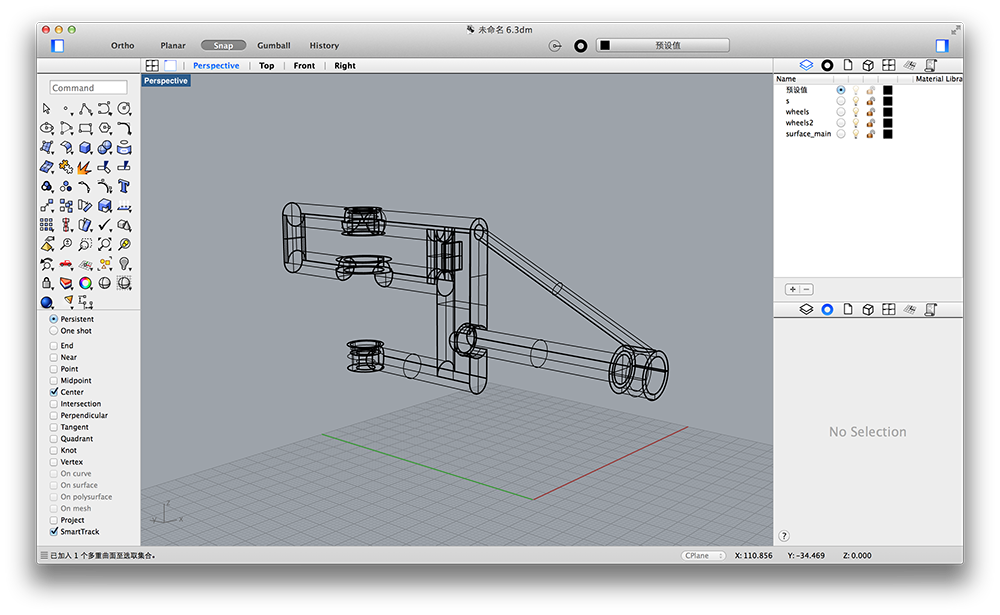 未命名 6.3dm
Ortho Planar Snap Gumball History 预设值
Perspective Top Front Right
Command
Perspective
Name Material Libra
预设值
s
wheels
wheels2
surface_main
Persistent
One shot
End
Near
Point
Midpoint
Center
Intersection
Perpendicular
Tangent
Quadrant
Knot
Vertex
On curve
On surface
On polysurface
On mesh
Project
SmartTrack
z
y x
No Selection
?
已加入 1 个多重曲面至选取集合。 CPlane X: 110.856 Y: -34.469 Z: 0.000